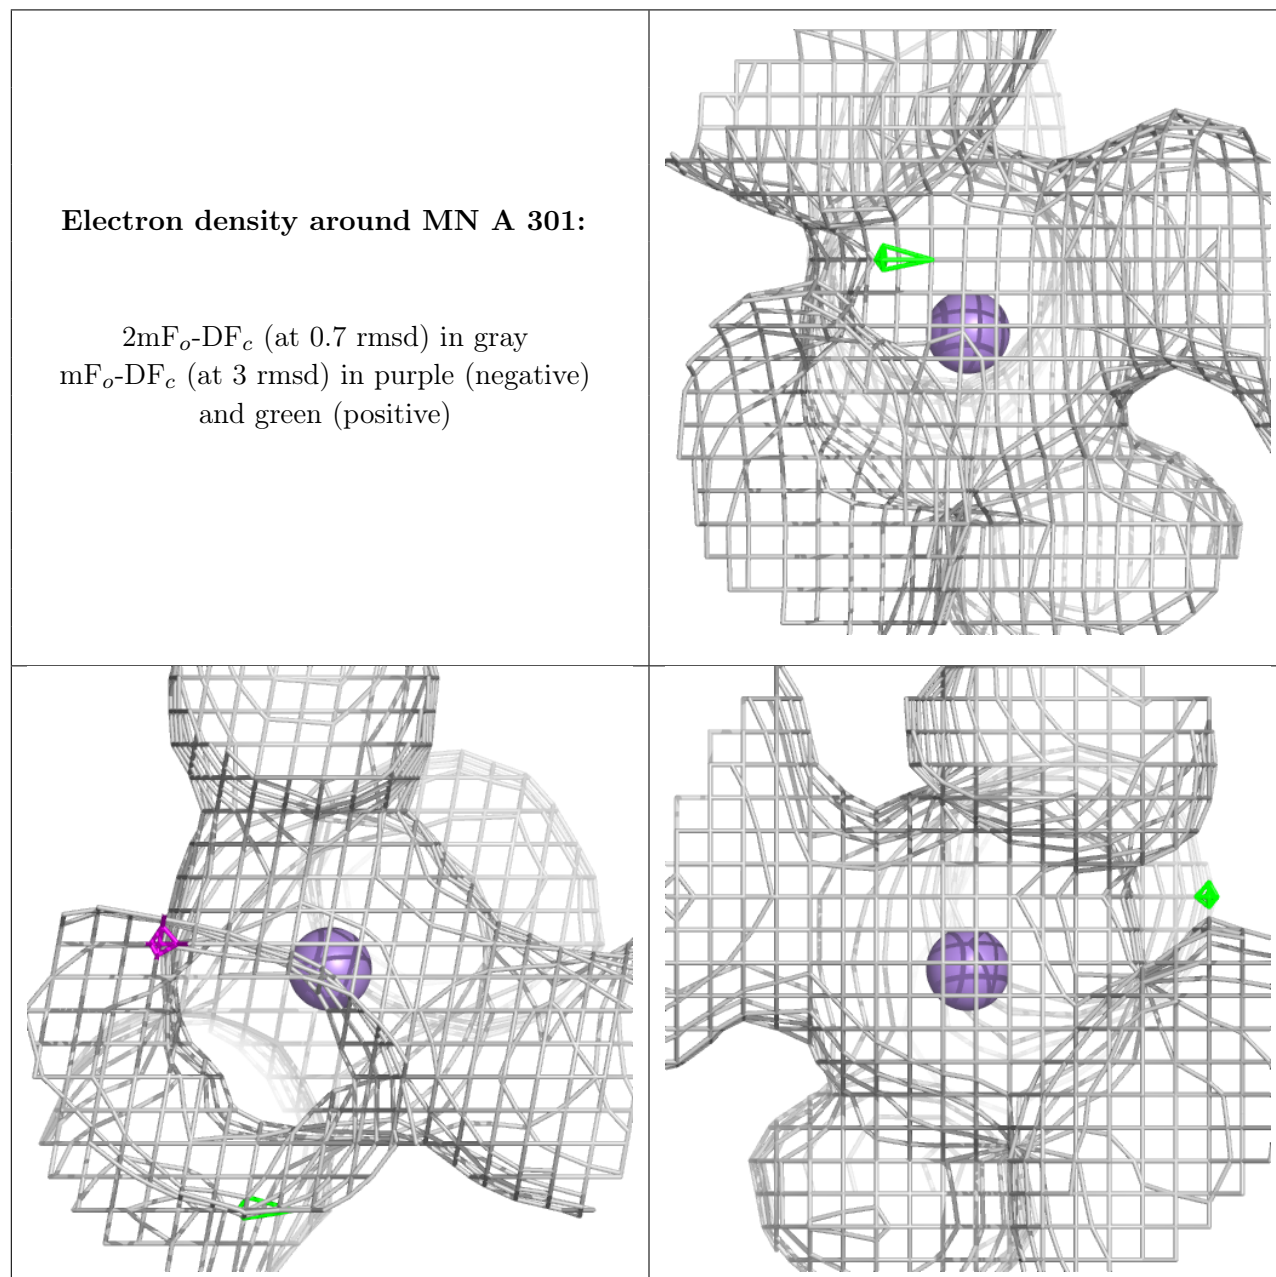 Electron density around MN A 301:
2mFₒ-DF𝑐 (at 0.7 rmsd) in gray
mFₒ-DF𝑐 (at 3 rmsd) in purple (negative)
and green (positive)